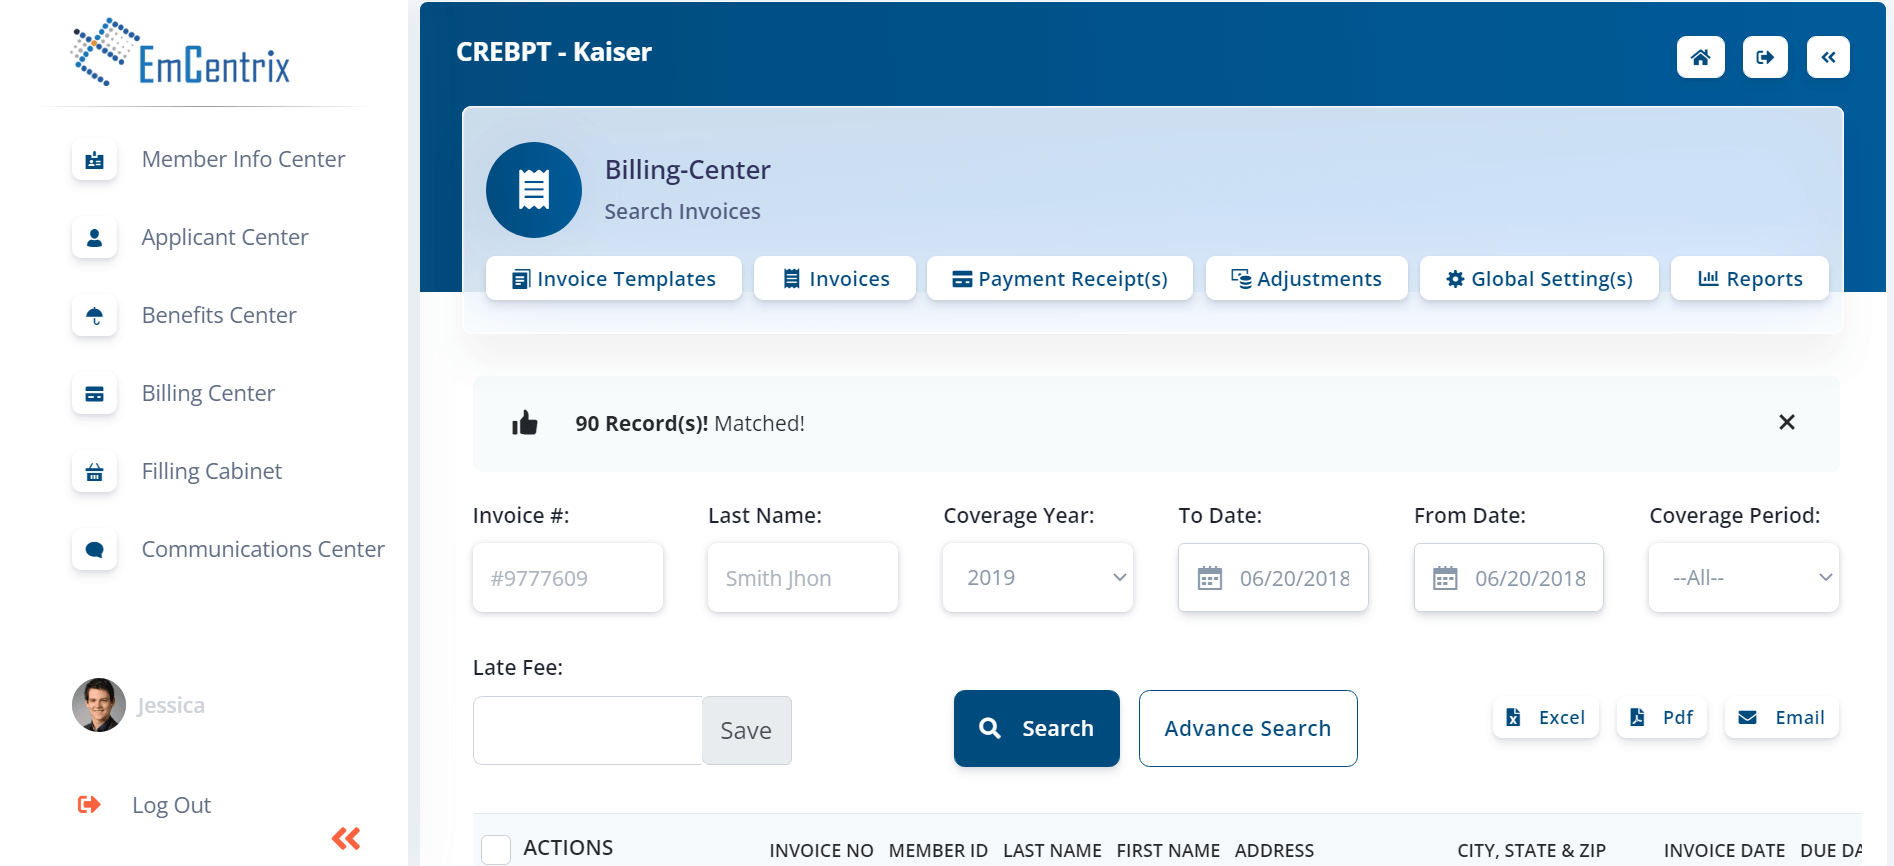 EmCentrix
Member Info Center
Applicant Center
Benefits Center
Billing Center
Filling Cabinet
Communications Center
Jessica
Log Out
CREBPT - Kaiser
Billing-Center
Search Invoices
Invoice Templates
Invoices
Payment Receipt(s)
Adjustments
Global Setting(s)
Reports
90 Record(s)! Matched!
Invoice #:
Last Name:
Coverage Year:
To Date:
From Date:
Coverage Period:
#9777609
Smith Jhon
2019
06/20/2018
06/20/2018
--All--
Late Fee:
Save
Search
Advance Search
Excel
Pdf
Email
ACTIONS INVOICE NO MEMBER ID LAST NAME FIRST NAME ADDRESS CITY, STATE & ZIP INVOICE DATE DUE DA